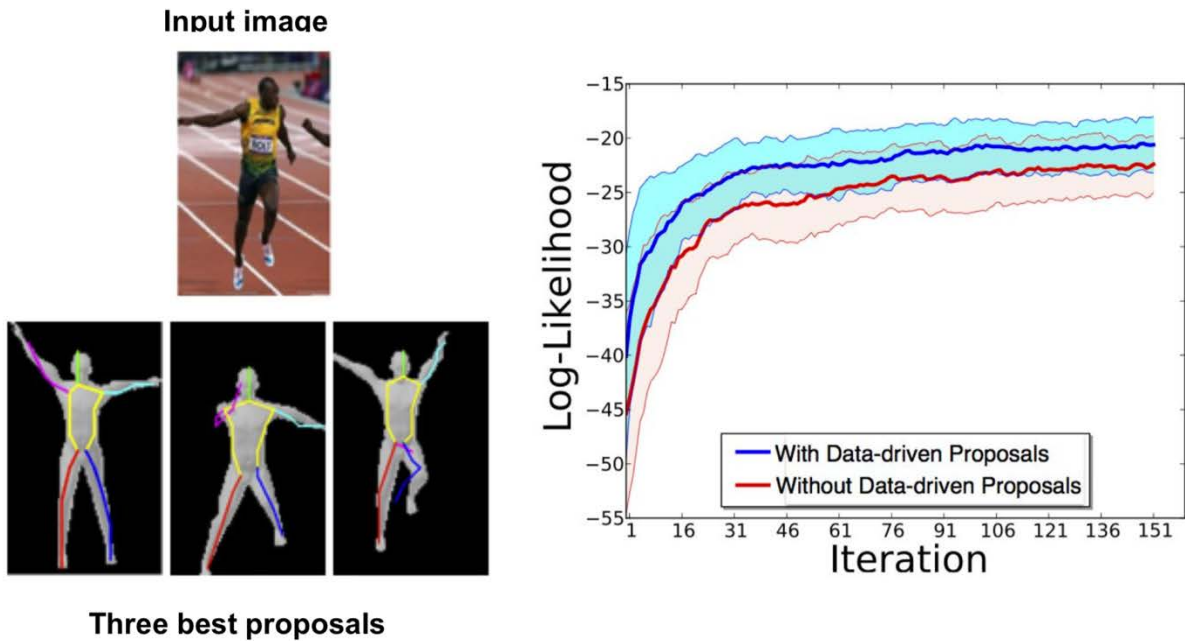 Input image
BOLT
Three best proposals
Log-Likelihood
−15
−20
−25
−30
−35
−40
−45
−50
−55
With Data-driven Proposals
Without Data-driven Proposals
1 16 31 46 61 76 91 106 121 136 151
Iteration